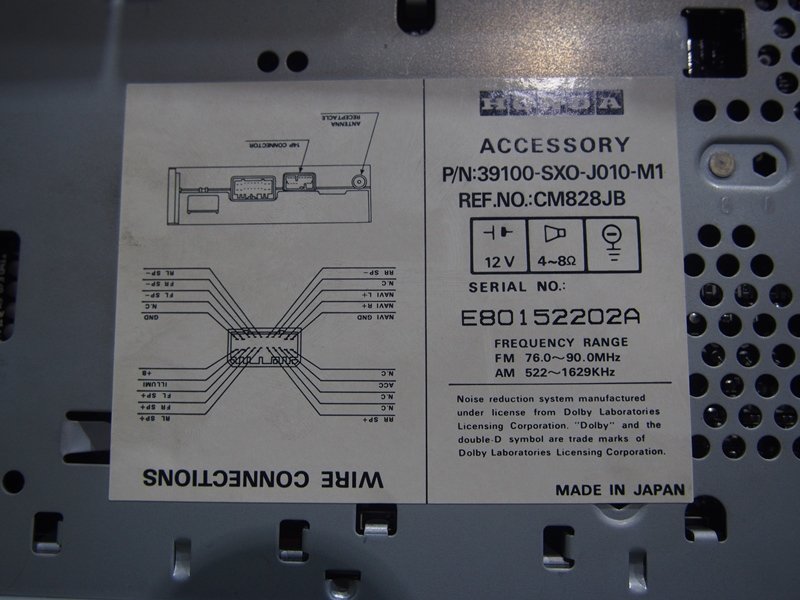 HONDA
ACCESSORY
P/N:39100-SXO-J010-M1
REF.NO.:CM828JB
12V
4~8Ω
SERIAL NO.:
E80152202A
FREQUENCY RANGE
FM 76.0~90.0MHz
AM 522~1629KHz
Noise reduction system manufactured
under license from Dolby Laboratories
Licensing Corporation. "Dolby" and the
double-D symbol are trade marks of
Dolby Laboratories Licensing Corporation.
MADE IN JAPAN
WIRE CONNECTIONS
RR SP+
RL SP+
N.C
FR SP+
N.C
FL SP+
ACC
ILLUMI
N.C
+B
NAVI GND
GND
NAVI R+
N.C
NAVI L+
FL SP-
N.C
FR SP-
RR SP-
RL SP-
14P CONNECTOR
ANTENNA
RECEPTACLE